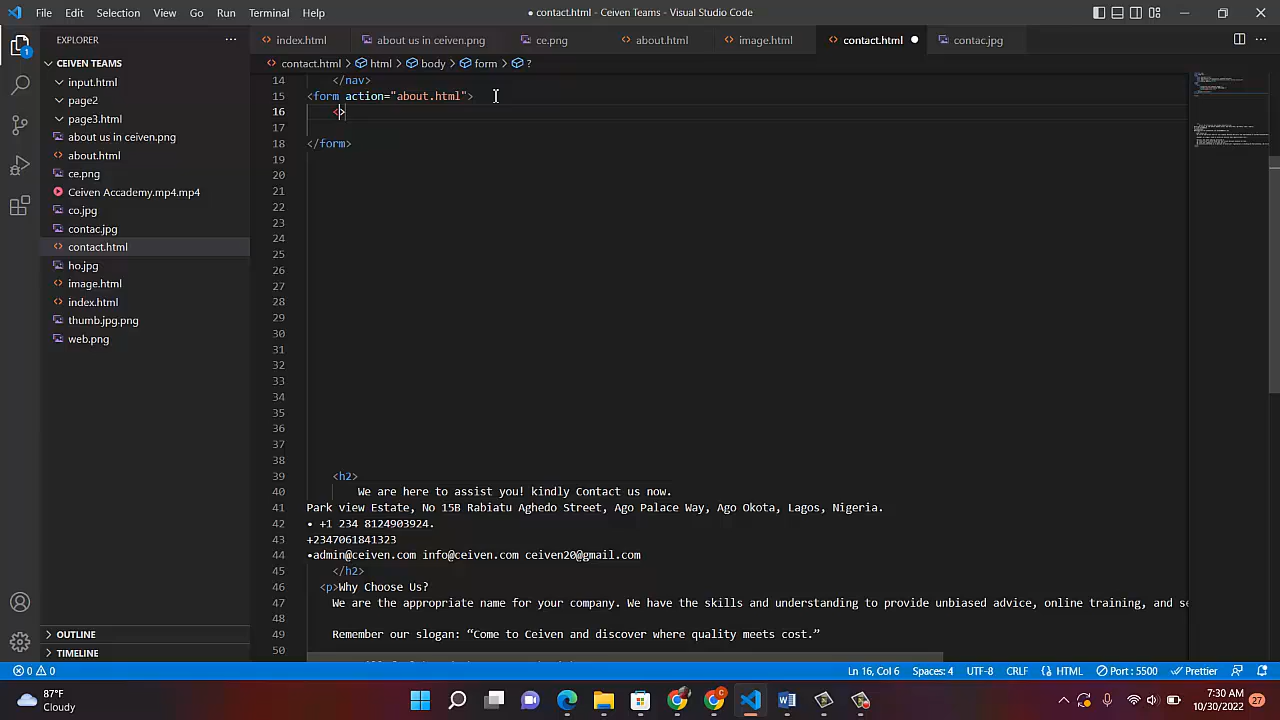 File Edit Selection View Go Run Terminal Help
● contact.html - Ceiven Teams - Visual Studio Code
EXPLORER
index.html about us in ceiven.png ce.png about.html image.html contact.html contac.jpg
contact.html > html > body > form > ?
CEIVEN TEAMS
input.html
page2
page3.html
about us in ceiven.png
about.html
ce.png
Ceiven Accademy.mp4.mp4
co.jpg
contac.jpg
contact.html
ho.jpg
image.html
index.html
thumb.jpg.png
web.png
OUTLINE
TIMELINE
14 </nav>
15 <form action="about.html">
16 <>
17
18 </form>
19
20
21
22
23
24
25
26
27
28
29
30
31
32
33
34
35
36
37
38
39 <h2>
40 We are here to assist you! kindly Contact us now.
41 Park view Estate, No 15B Rabiatu Aghedo Street, Ago Palace Way, Ago Okota, Lagos, Nigeria.
42 • +1 234 8124903924.
43 +2347061841323
44 •admin@ceiven.com info@ceiven.com ceiven20@gmail.com
45 </h2>
46 <p>Why Choose Us?
47 We are the appropriate name for your company. We have the skills and understanding to provide unbiased advice, online training, and se
48
49 Remember our slogan: “Come to Ceiven and discover where quality meets cost.”
50
0 0 Ln 16, Col 6 Spaces: 4 UTF-8 CRLF HTML Port : 5500 Prettier
87°F
Cloudy
7:30 AM
10/30/2022
27